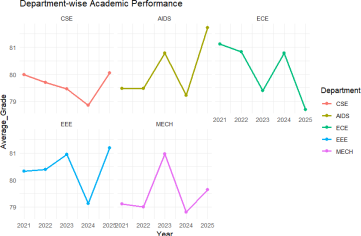 Department-wise Academic Performance
CSE
AIDS
ECE
81
80
79
2021 2022 2023 2024 2025
Department
CSE
AIDS
ECE
EEE
MECH
Average_Grade
EEE
MECH
81
80
79
2021 2022 2023 2024 2025
2021 2022 2023 2024 2025
Year